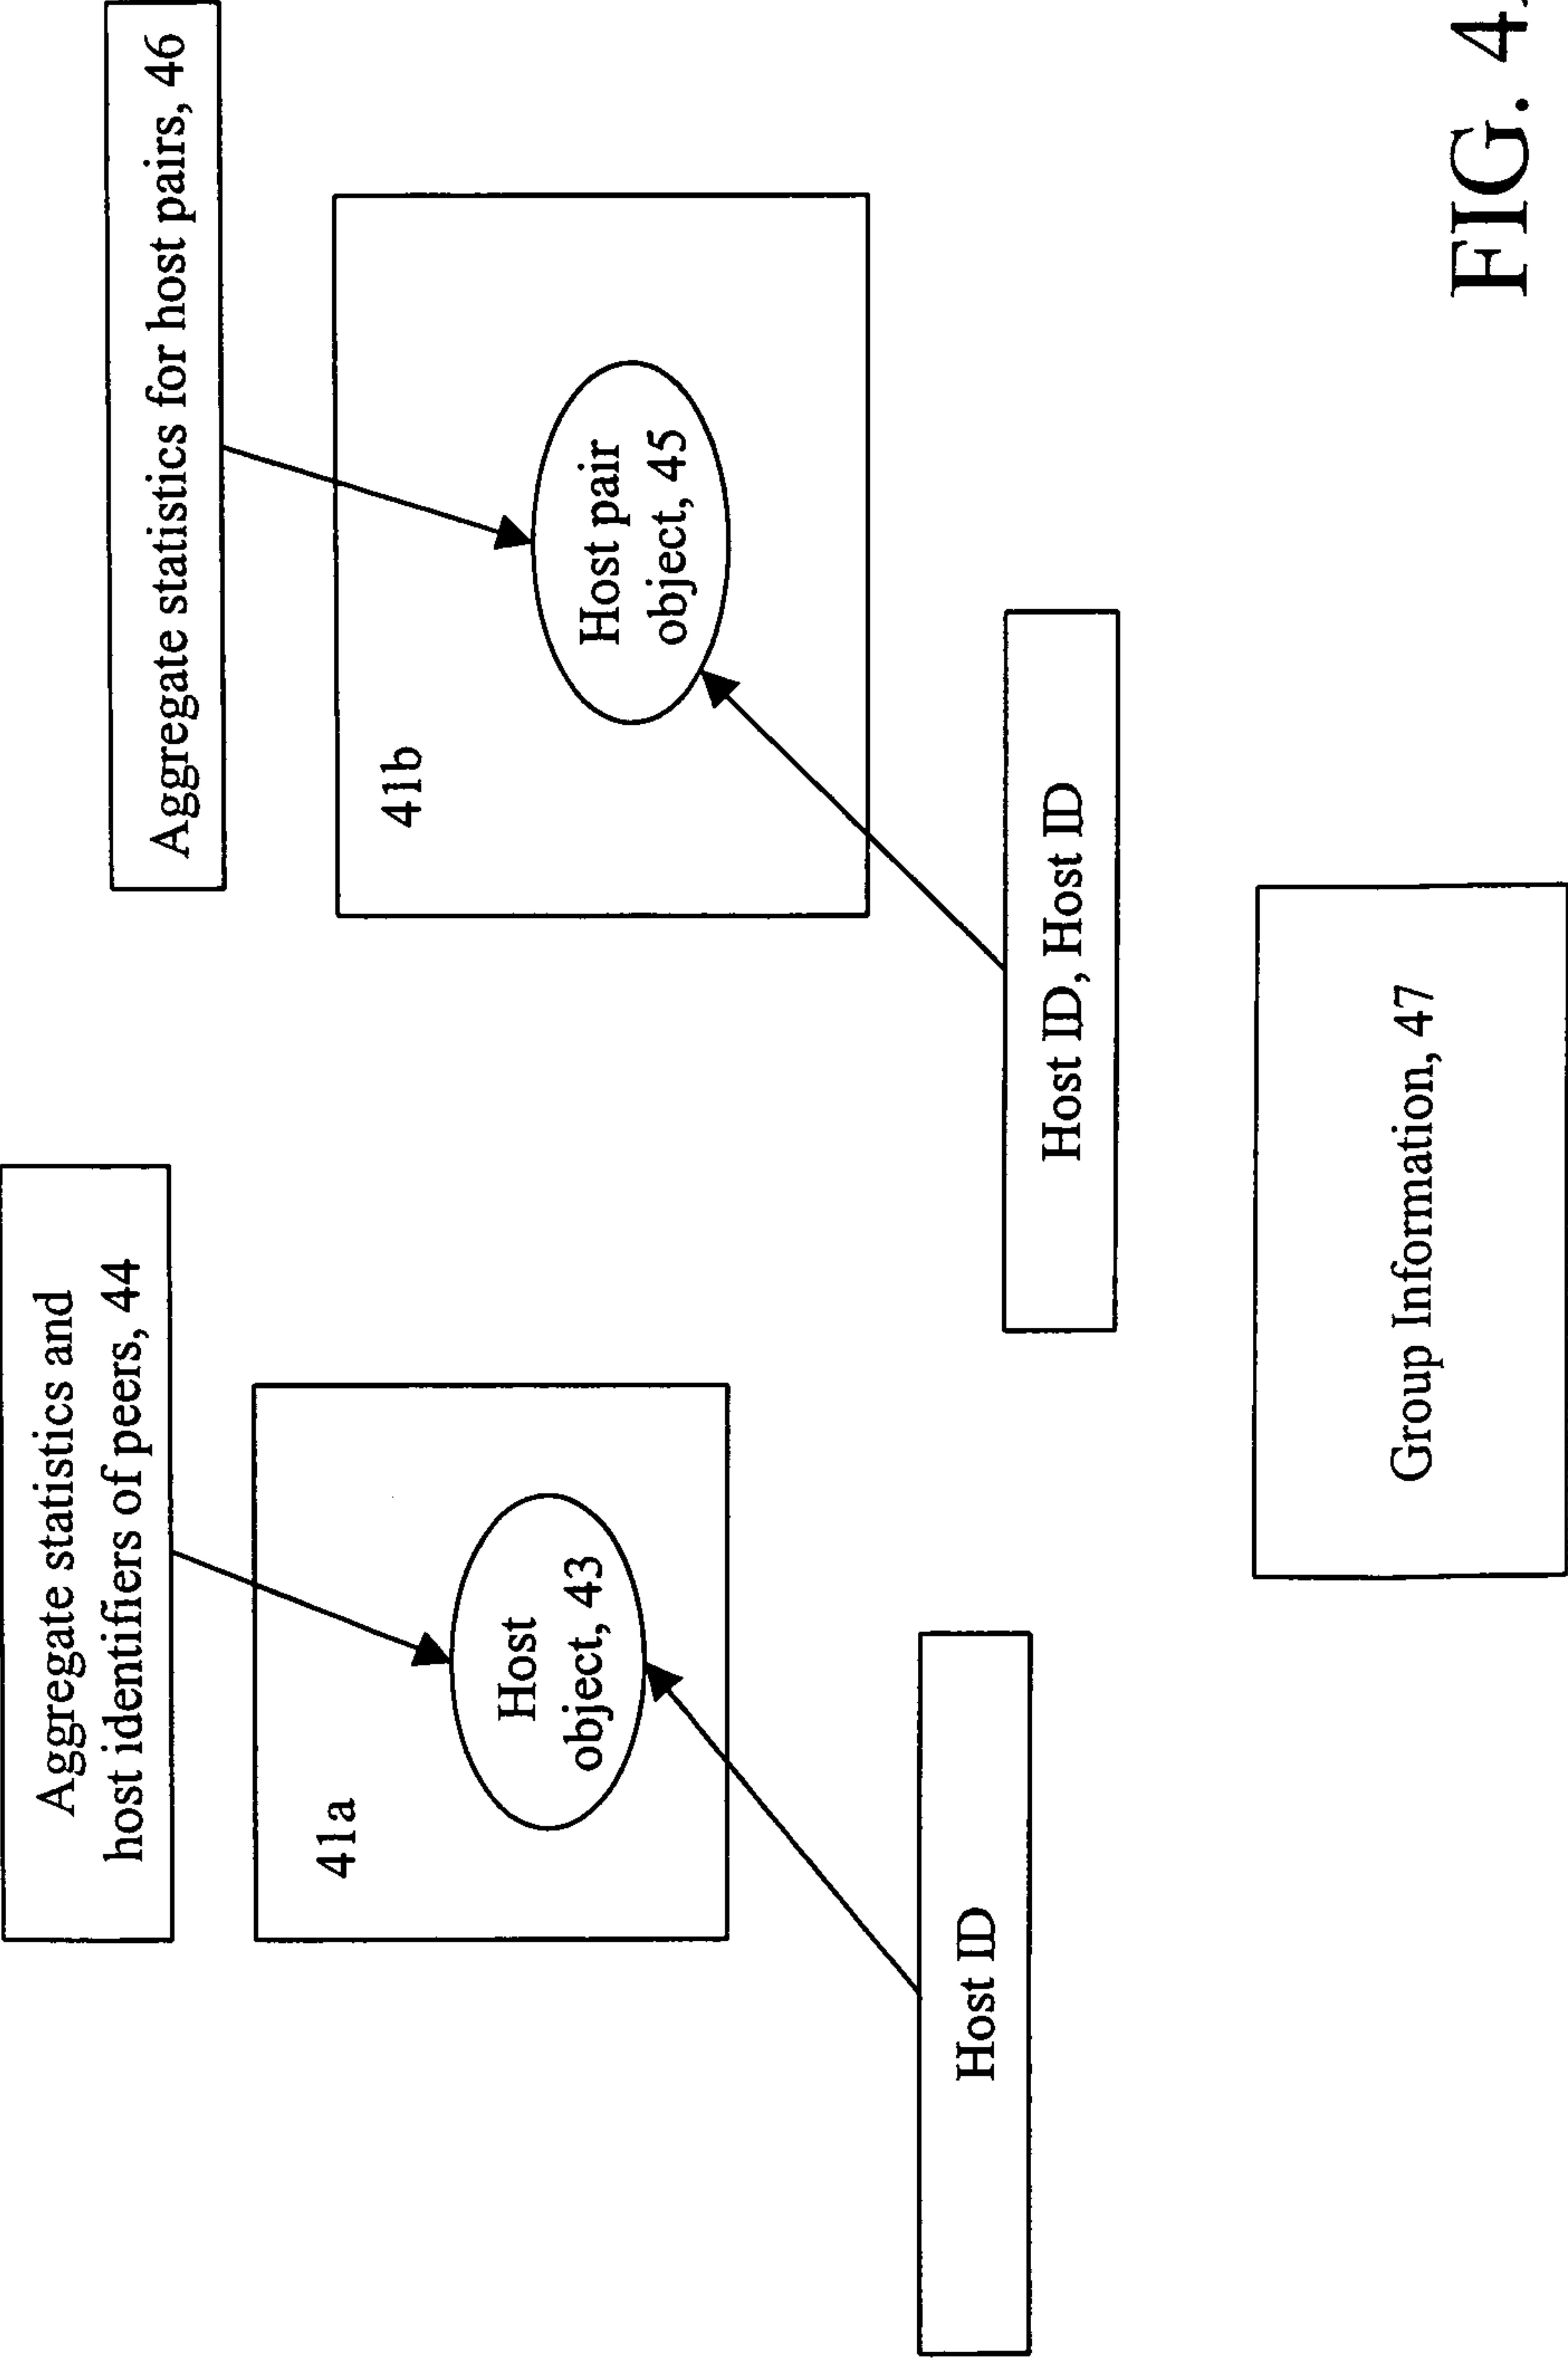 Aggregate statistics and
host identifiers of peers, 44
41a
Host
object, 43
Host ID
Aggregate statistics for host pairs, 46
41b
Host pair
object, 45
Host ID, Host ID
Group Information, 47
FIG. 4.